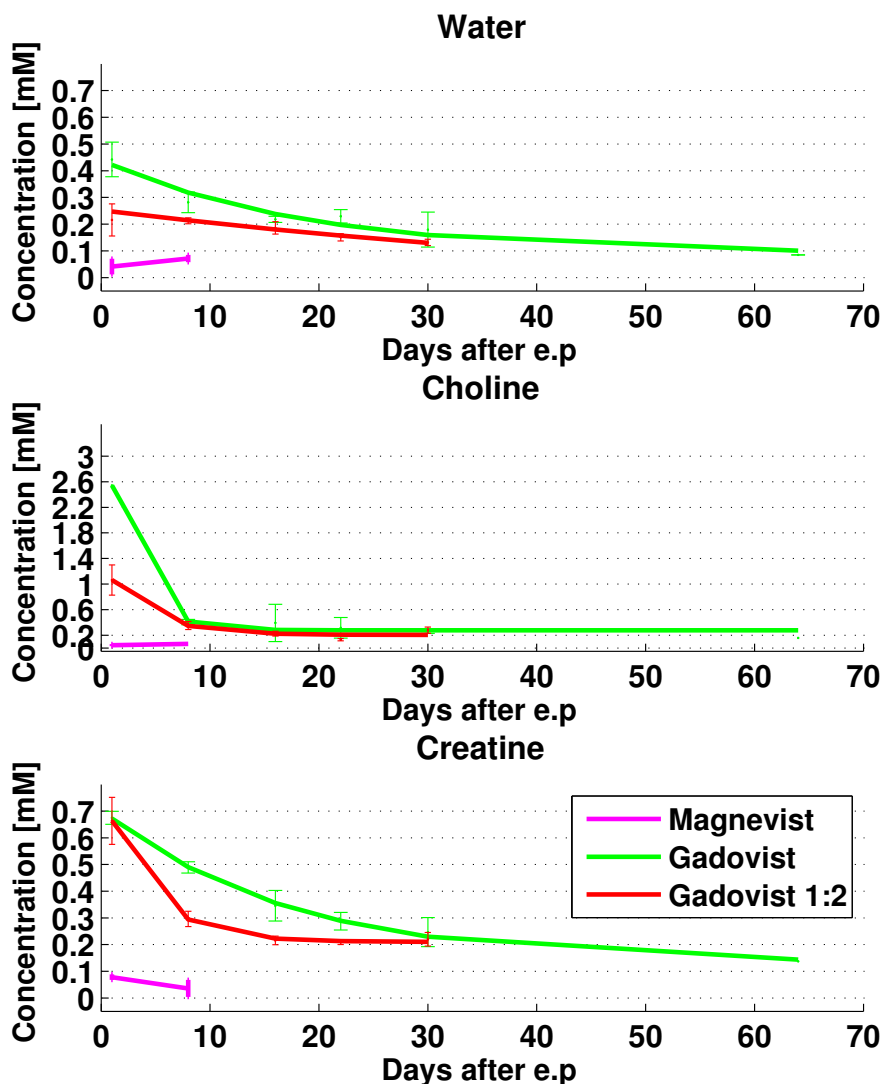 Water
Concentration [mM]
0.7
0.6
0.5
0.4
0.3
0.2
0.1
0
0 10 20 30 40 50 60 70
Days after e.p
Choline
Concentration [mM]
3
2.6
2.2
1.8
1.4
1
0.6
0.2
0
0 10 20 30 40 50 60 70
Days after e.p
Creatine
Concentration [mM]
0.7
0.6
0.5
0.4
0.3
0.2
0.1
0
Magnevist
Gadovist
Gadovist 1:2
0 10 20 30 40 50 60 70
Days after e.p